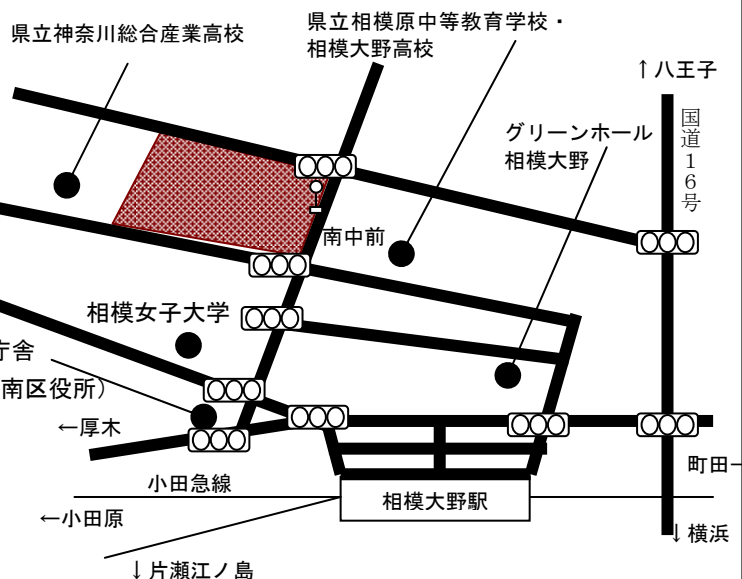 県立神奈川総合産業高校
県立相模原中等教育学校・
相模大野高校
↑八王子
国道16号
グリーンホール
相模大野
南中前
相模女子大学
庁舎
南区役所）
←厚木
町田
小田急線
相模大野駅
←小田原
↓横浜
↓片瀬江ノ島